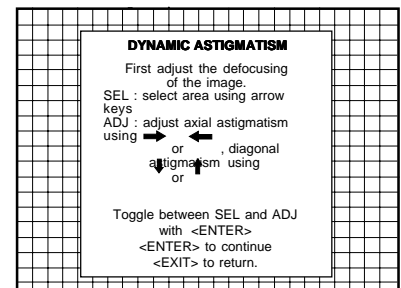 DYNAMIC ASTIGMATISM
First adjust the defocusing
of the image.
SEL : select area using arrow
keys
ADJ : adjust axial astigmatism
using
or , diagonal
astigmatism using
or
Toggle between SEL and ADJ
with <ENTER>
<ENTER> to continue
<EXIT> to return.